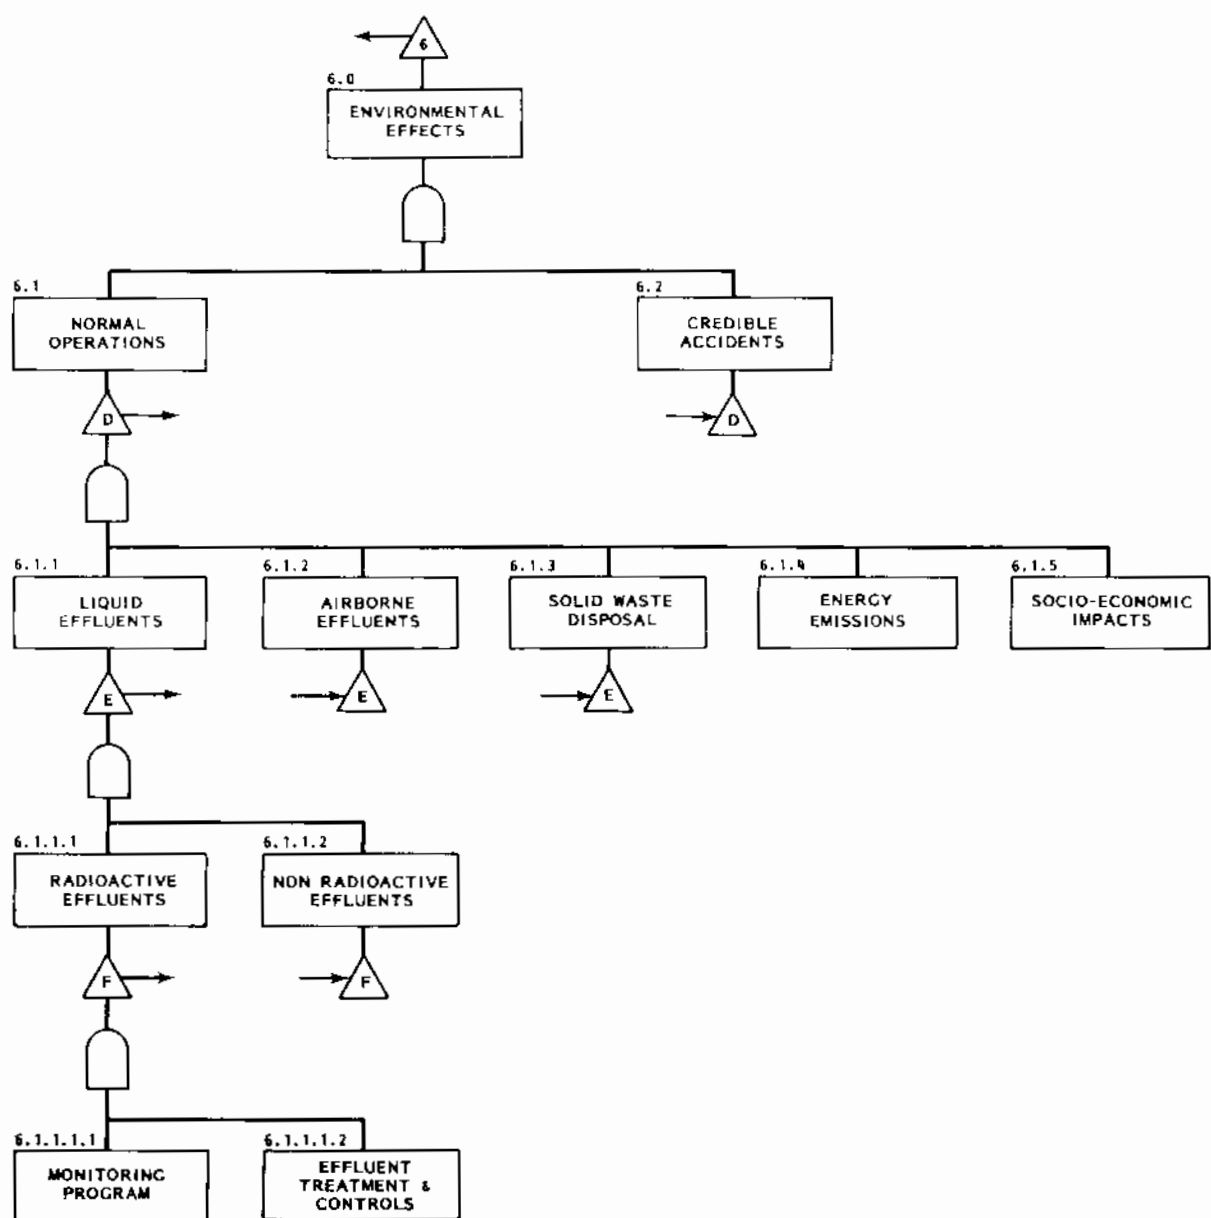 6
6.0
ENVIRONMENTAL
EFFECTS
6.1
NORMAL
OPERATIONS
6.2
CREDIBLE
ACCIDENTS
D
D
6.1.1
LIQUID
EFFLUENTS
6.1.2
AIRBORNE
EFFLUENTS
6.1.3
SOLID WASTE
DISPOSAL
6.1.4
ENERGY
EMISSIONS
6.1.5
SOCIO-ECONOMIC
IMPACTS
E
E
E
6.1.1.1
RADIOACTIVE
EFFLUENTS
6.1.1.2
NON RADIOACTIVE
EFFLUENTS
F
F
6.1.1.1.1
MONITORING
PROGRAM
6.1.1.1.2
EFFLUENT
TREATMENT &
CONTROLS